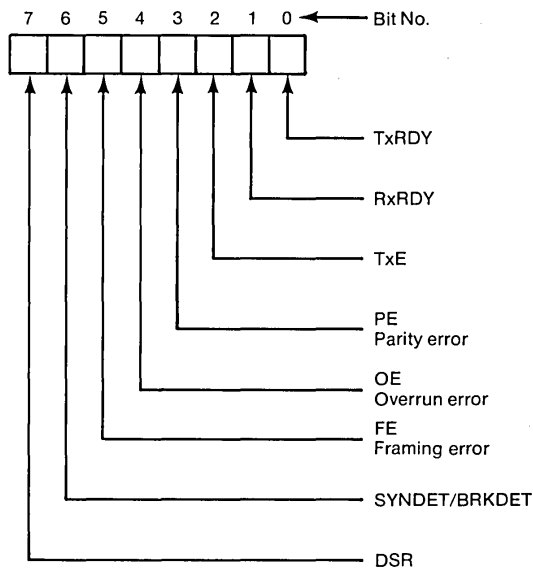 7 6 5 4 3 2 1 0 Bit No.
TxRDY
RxRDY
TxE
PE
Parity error
OE
Overrun error
FE
Framing error
SYNDET/BRKDET
DSR